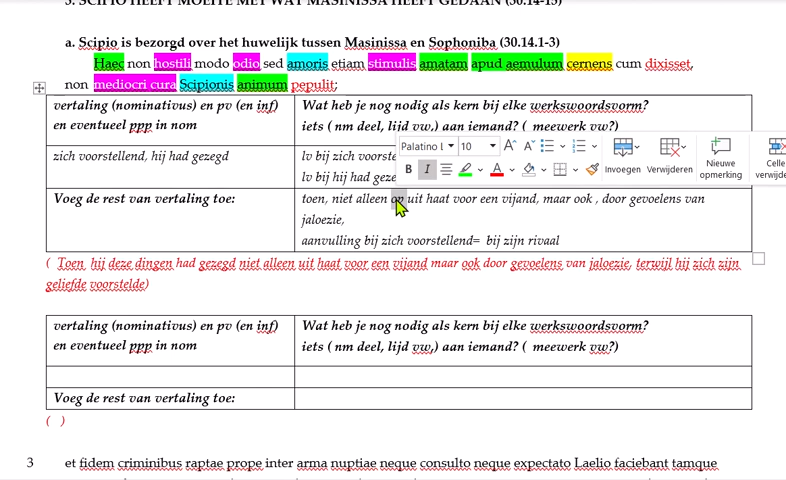 3. SCIPIO HEEFT MOEITE MET WAT MASINISSA HEEFT GEDAAN (30.14-15)
a. Scipio is bezorgd over het huwelijk tussen Masinissa en Sophoniba (30.14.1-3)
Haec non hostili modo odio sed amoris etiam stimulis amatam apud aemulum cernens cum dixisset,
non mediocri cura Scipionis animum pepulit;
vertaling (nominativus) en pv (en inf)
en eventueel ppp in nom
Wat heb je nog nodig als kern bij elke werkswoordsvorm?
iets ( nm deel, lijd vw,) aan iemand? ( meewerk vw?)
Palatino L 10
B I A
Invoegen Verwijderen Nieuwe
opmerking
Celle
verwijde
zich voorstellend, hij had gezegd
lv bij zich voorste
lv bij hij had geze
Voeg de rest van vertaling toe:
toen, niet alleen op uit haat voor een vijand, maar ook , door gevoelens van
jaloezie,
aanvulling bij zich voorstellend= bij zijn rivaal
( Toen hij deze dingen had gezegd niet alleen uit haat voor een vijand maar ook door gevoelens van jaloezie, terwijl hij zich zijn
geliefde voorstelde)
vertaling (nominativus) en pv (en inf)
en eventueel ppp in nom
Wat heb je nog nodig als kern bij elke werkswoordsvorm?
iets ( nm deel, lijd vw,) aan iemand? ( meewerk vw?)
Voeg de rest van vertaling toe:
( )
3 et fidem criminibus raptae prope inter arma nuptiae neque consulto neque expectato Laelio faciebant tamque